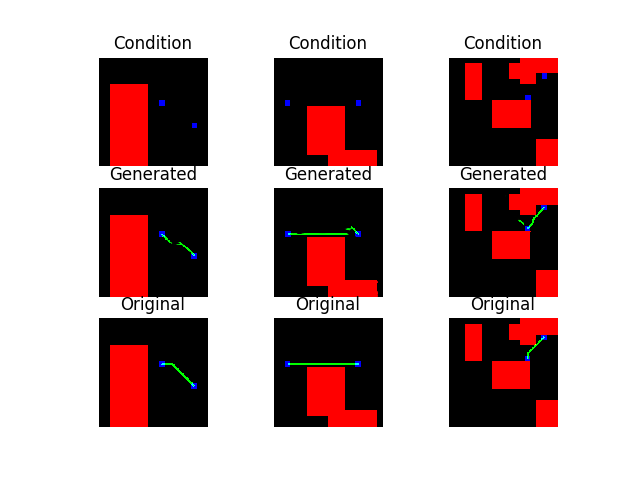 Condition Condition Condition
Generated Generated Generated
Original Original Original